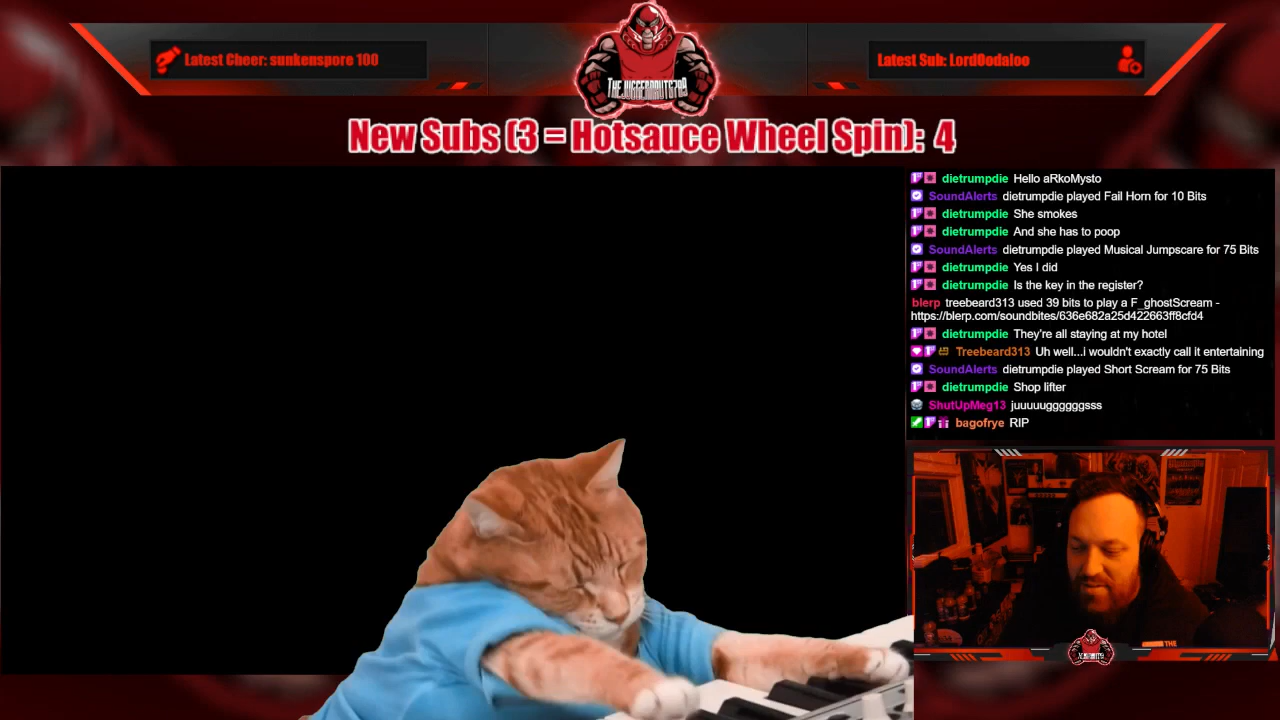 Latest Cheer: sunkenspore 100
THEJUGGERNAUT6789
Latest Sub: LordOodaloo
New Subs (3 = Hotsauce Wheel Spin): 4
dietrumpdie Hello aRkoMysto
SoundAlerts dietrumpdie played Fail Horn for 10 Bits
dietrumpdie She smokes
dietrumpdie And she has to poop
SoundAlerts dietrumpdie played Musical Jumpscare for 75 Bits
dietrumpdie Yes I did
dietrumpdie Is the key in the register?
blerp treebeard313 used 39 bits to play a F_ghostScream -
https://blerp.com/soundbites/636e682a25d422663ff8cfd4
dietrumpdie They're all staying at my hotel
Treebeard313 Uh well...i wouldn't exactly call it entertaining
SoundAlerts dietrumpdie played Short Scream for 75 Bits
dietrumpdie Shop lifter
ShutUpMeg13 juuuuggggggsss
bagofrye RIP